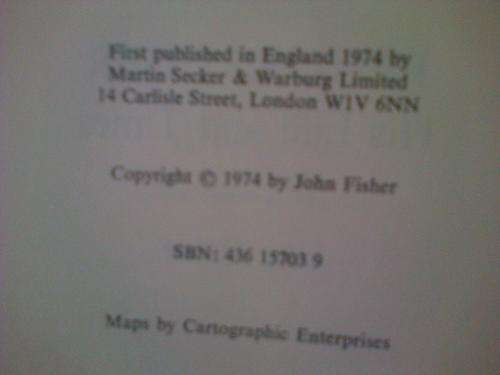 First published in England 1974 by
Martin Secker & Warburg Limited
14 Carlisle Street, London W1V 6NN
Copyright © 1974 by John Fisher
SBN: 436 15703 9
Maps by Cartographic Enterprises